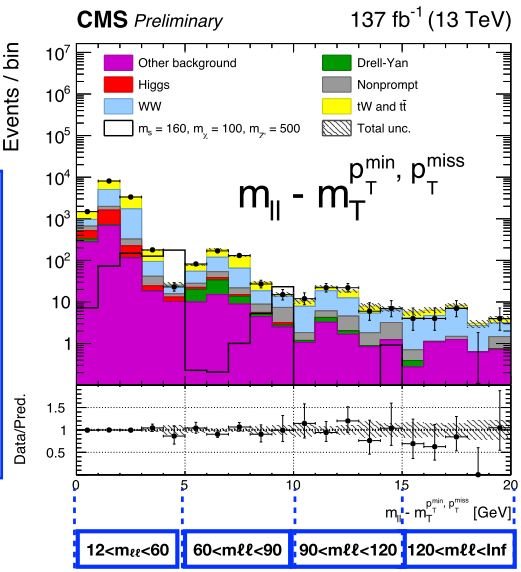 CMS Preliminary 137 fb⁻¹ (13 TeV)
Events / bin
Other background
Drell-Yan
Higgs
Nonprompt
WW
tW and tt̄
mₛ = 160, m_χ = 100, m_Z' = 500
Total unc.
10⁷
10⁶
10⁵
10⁴
10³
10²
10
1
m_ll - m_T^{p_T^min, p_T^miss}
Data/Pred.
1.5
1
0.5
0 5 10 15 20
m_ll - m_T^{p_T^min, p_T^miss} [GeV]
12<mℓℓ<60 60<mℓℓ<90 90<mℓℓ<120 120<mℓℓ<Inf